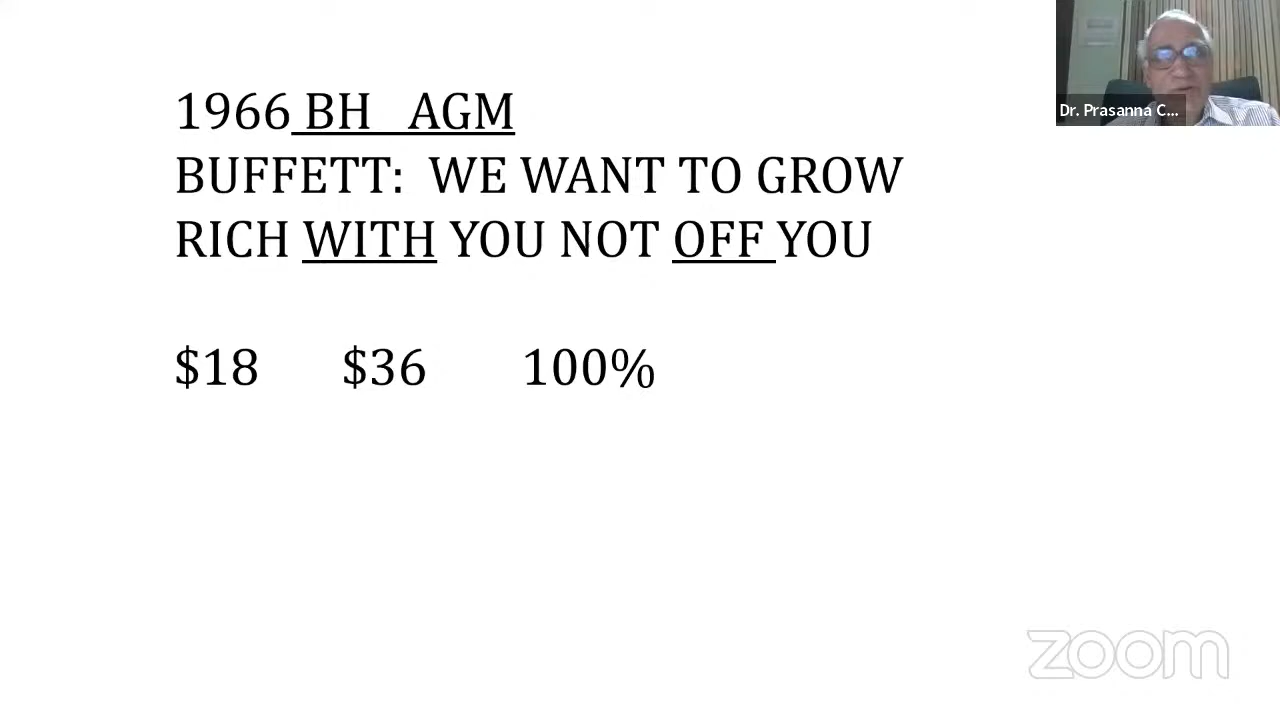 1966 BH AGM
BUFFETT: WE WANT TO GROW
RICH WITH YOU NOT OFF YOU
$18 $36 100%
Dr. Prasanna C...
zoom